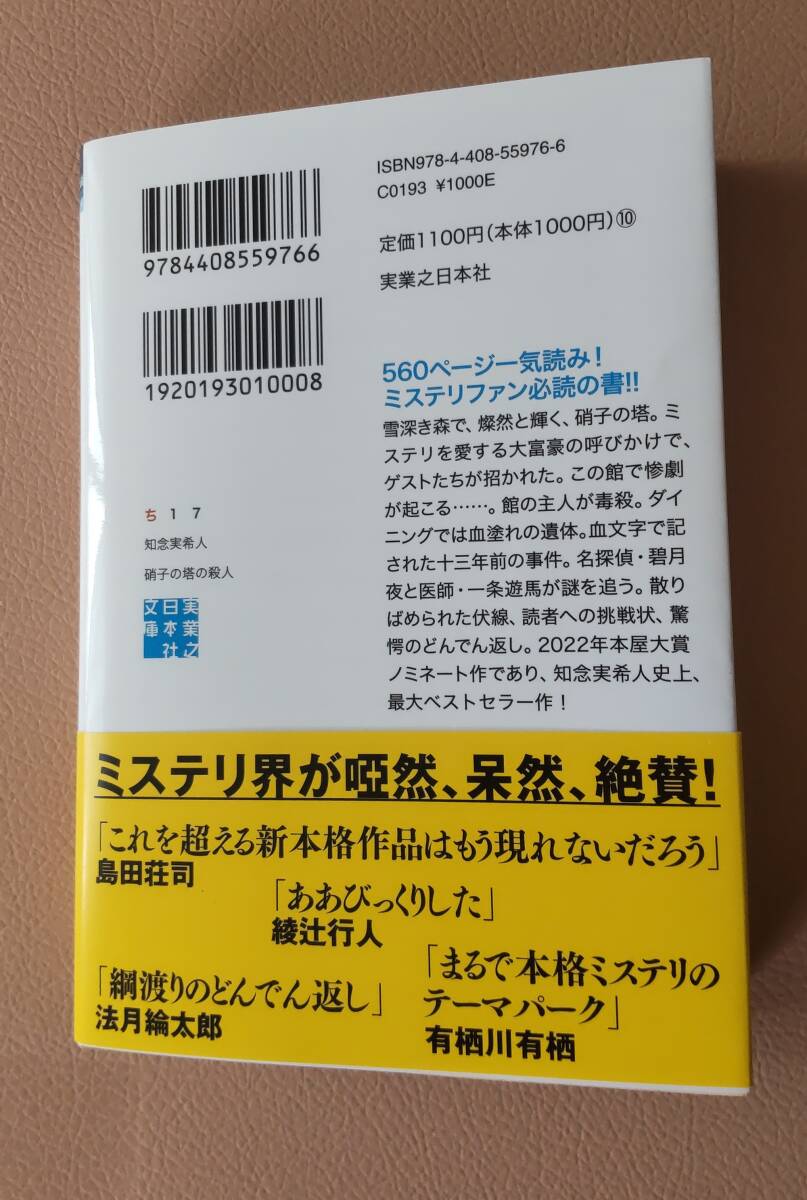 ISBN978-4-408-55976-6
C0193 ¥1000E
9784408559766
定価1100円(本体1000円)⑩
実業之日本社
1920193010008
560ページ一気読み!
ミステリファン必読の書!!
雪深き森で、燦然と輝く、硝子の塔。ミ
ステリを愛する大富豪の呼びかけで、
ゲストたちが招かれた。この館で惨劇
が起こる……。館の主人が毒殺。ダイ
ニングでは血塗れの遺体。血文字で記
された十三年前の事件。名探偵・碧月
夜と医師・一条遊馬が謎を追う。散り
ばめられた伏線、読者への挑戦状、驚
愕のどんでん返し。2022年本屋大賞
ノミネート作であり、知念実希人史上、
最大ベストセラー作!
ち 1 7
知念実希人
硝子の塔の殺人
実業之
日本社
文庫
ミステリ界が啞然、呆然、絶賛!
「これを超える新本格作品はもう現れないだろう」
島田荘司
「ああびっくりした」
綾辻行人
「綱渡りのどんでん返し」
法月綸太郎
「まるで本格ミステリの
テーマパーク」
有栖川有栖